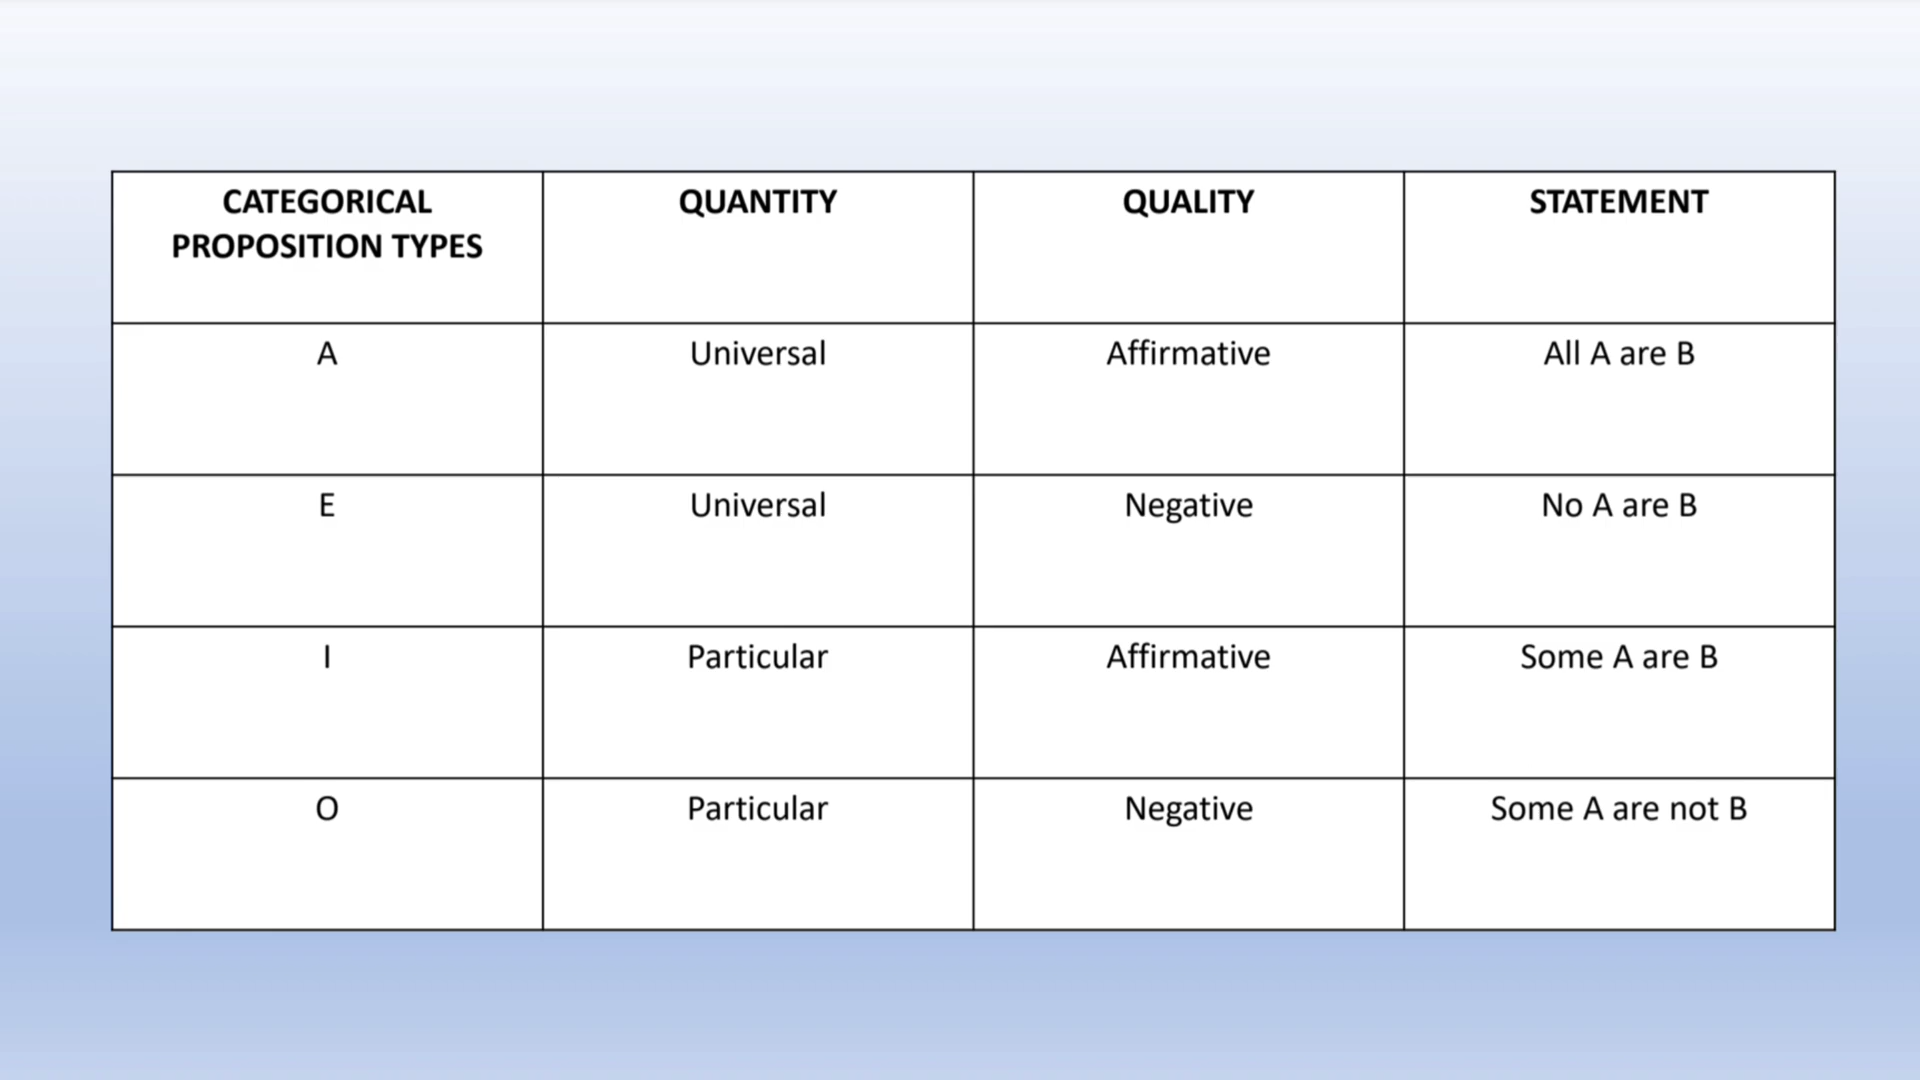 CATEGORICAL
PROPOSITION TYPES
QUANTITY
QUALITY
STATEMENT
A
Universal
Affirmative
All A are B
E
Universal
Negative
No A are B
I
Particular
Affirmative
Some A are B
O
Particular
Negative
Some A are not B